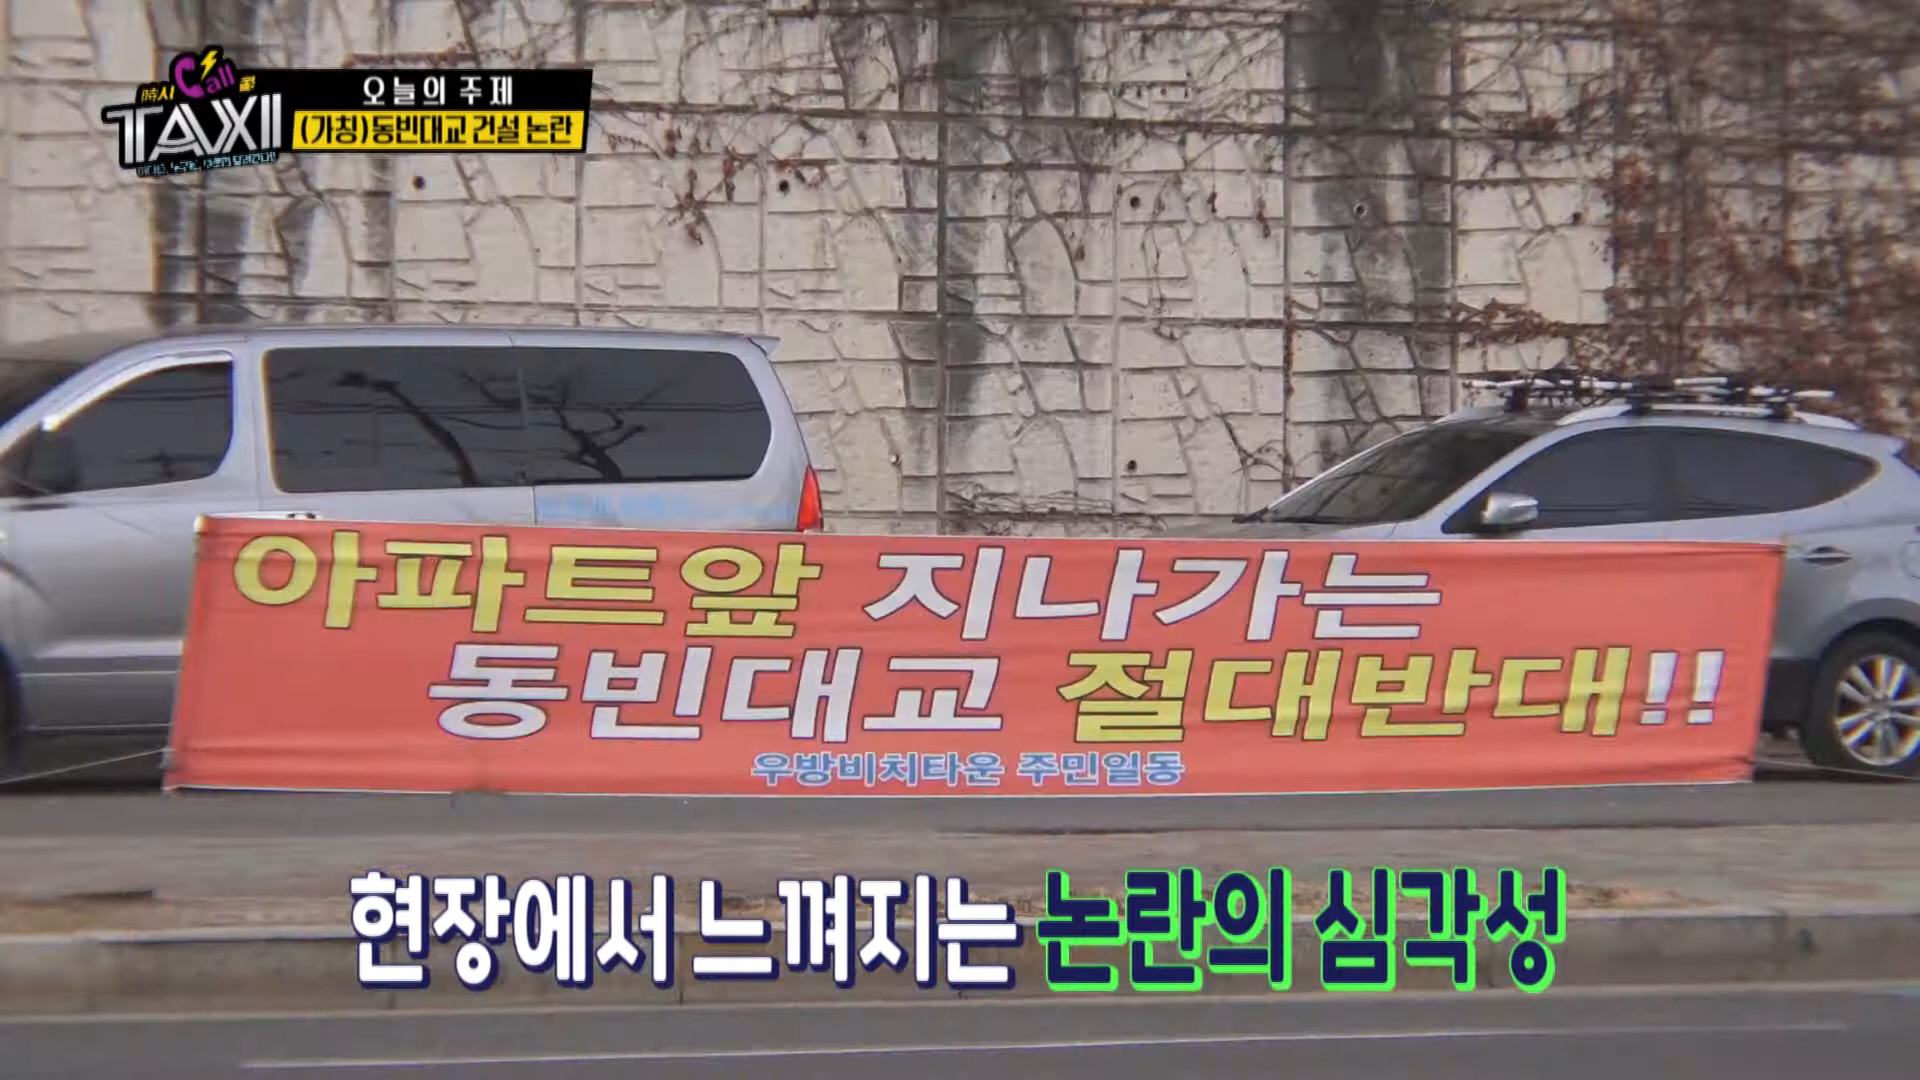 時시 Call 콜!
TAXI
오늘의 주제
(가칭)동빈대교 건설 논란
아파트앞 지나가는
동빈대교 절대반대!!
우방비치타운 주민일동
현장에서 느껴지는 논란의 심각성